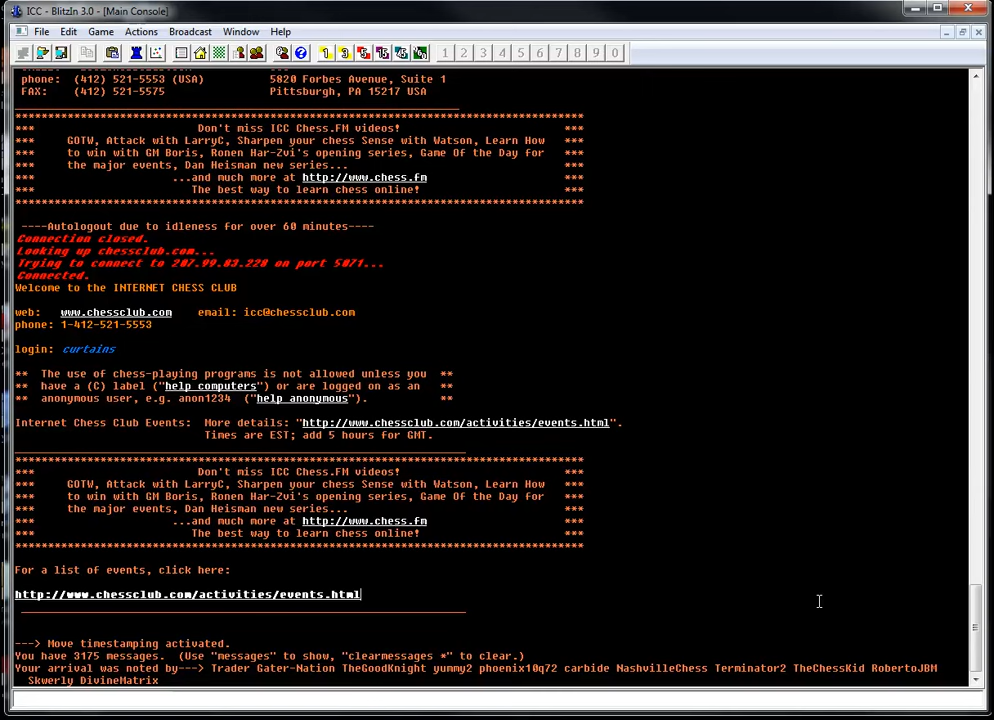 ICC - BlitzIn 3.0 - [Main Console]
File Edit Game Actions Broadcast Window Help
1 3 1 2 3 4 5 6 7 8 9 0
phone: (412) 521-5553 (USA) 5820 Forbes Avenue, Suite 1
FAX: (412) 521-5575 Pittsburgh, PA 15217 USA
*** Don't miss ICC Chess.FM videos! ***
*** GOTW, Attack with LarryC, Sharpen your chess Sense with Watson, Learn How ***
*** to win with GM Boris, Ronen Har-Zvi's opening series, Game Of the Day for ***
*** the major events, Dan Heisman new series... ***
*** ...and much more at http://www.chess.fm ***
*** The best way to learn chess online! ***
----Autologout due to idleness for over 60 minutes----
Connection closed.
Looking up chessclub.com...
Trying to connect to 207.99.83.228 on port 5071...
Connected.
Welcome to the INTERNET CHESS CLUB
web: www.chessclub.com email: icc@chessclub.com
phone: 1-412-521-5553
login: curtains
** The use of chess-playing programs is not allowed unless you **
** have a (C) label ("help computers") or are logged on as an **
** anonymous user, e.g. anon1234 ("help anonymous"). **
Internet Chess Club Events: More details: "http://www.chessclub.com/activities/events.html".
Times are EST; add 5 hours for GMT.
*** Don't miss ICC Chess.FM videos! ***
*** GOTW, Attack with LarryC, Sharpen your chess Sense with Watson, Learn How ***
*** to win with GM Boris, Ronen Har-Zvi's opening series, Game Of the Day for ***
*** the major events, Dan Heisman new series... ***
*** ...and much more at http://www.chess.fm ***
*** The best way to learn chess online! ***
For a list of events, click here:
http://www.chessclub.com/activities/events.html
---> Move timestamping activated.
You have 3175 messages. (Use "messages" to show, "clearmessages *" to clear.)
Your arrival was noted by---> Trader Gater-Nation TheGoodKnight yummy2 phoenix10q72 carbide NashvilleChess Terminator2 TheChessKid RobertoJBM
Skwerly DivineMatrix